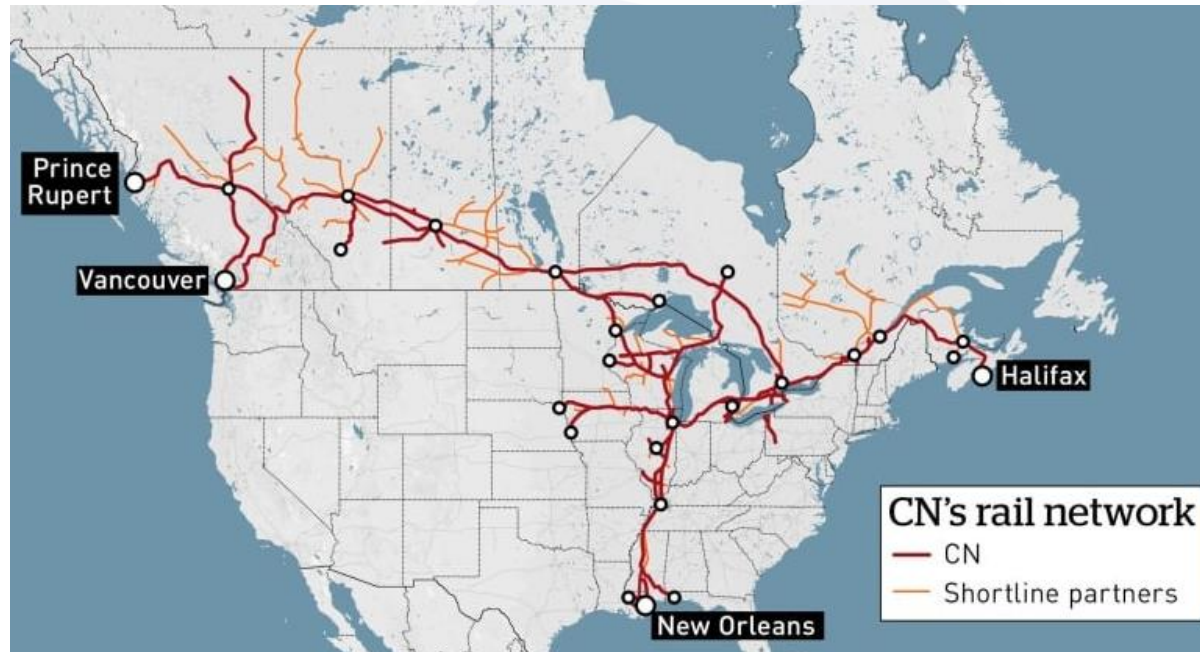 Prince
Rupert
Vancouver
Halifax
New Orleans
CN's rail network
CN
Shortline partners